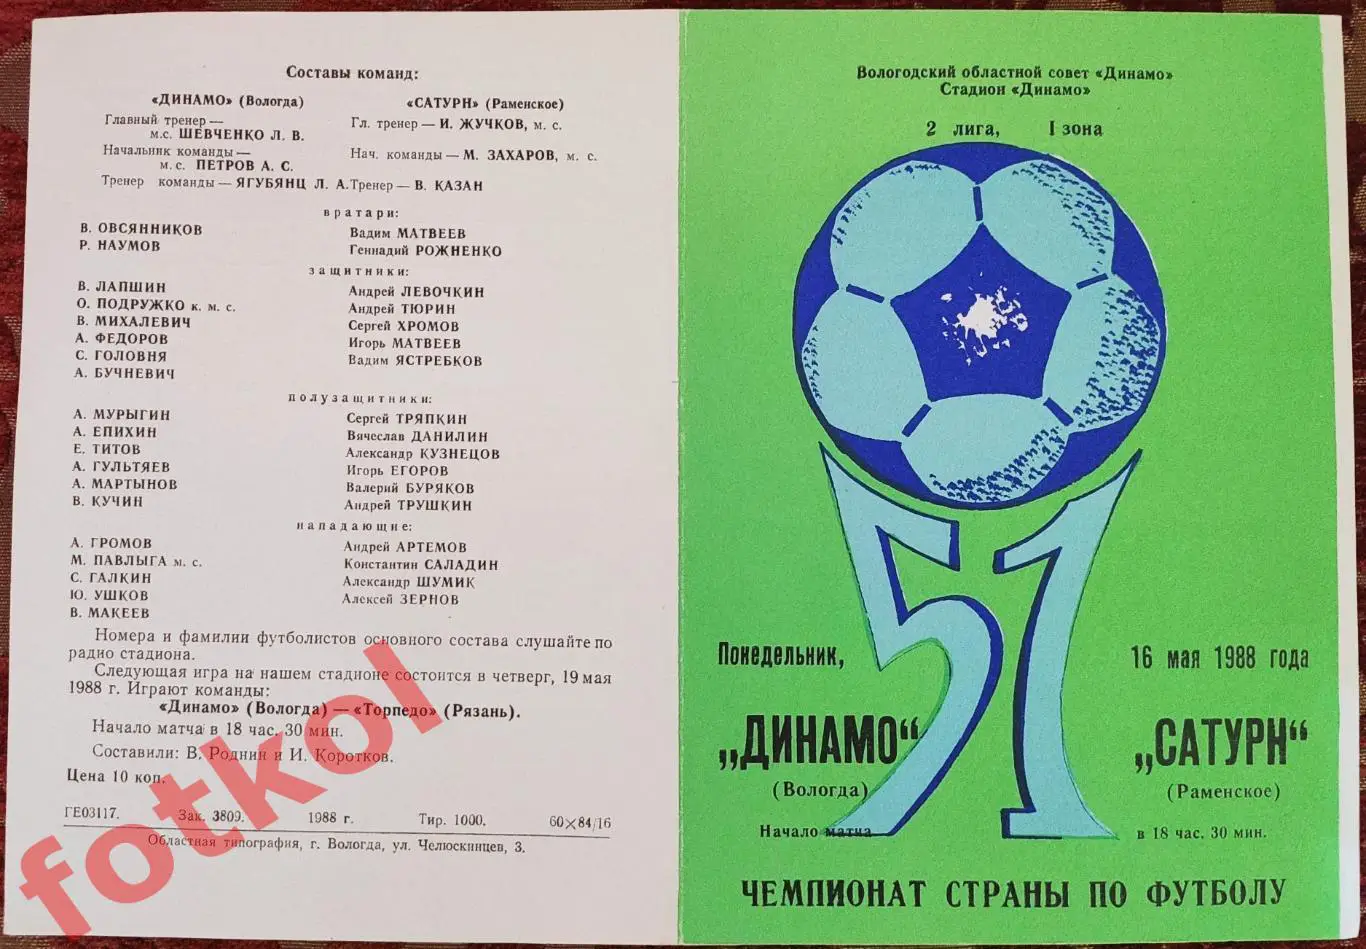 Составы команд:
«ДИНАМО» (Вологда) «САТУРН» (Раменское)
Главный тренер —
м.с. ШЕВЧЕНКО Л. В.
Гл. тренер — И. ЖУЧКОВ, м. с.
Начальник команды —
м.с. ПЕТРОВ А. С.
Нач. команды — М. ЗАХАРОВ, м. с.
Тренер команды — ЯГУБЯНЦ Л. А. Тренер — В. КАЗАН
вратари:
В. ОВСЯННИКОВ Вадим МАТВЕЕВ
Р. НАУМОВ Геннадий РОЖНЕНКО
защитники:
В. ЛАПШИН Андрей ЛЕВОЧКИН
О. ПОДРУЖКО к. м. с. Андрей ТЮРИН
В. МИХАЛЕВИЧ Сергей ХРОМОВ
А. ФЕДОРОВ Игорь МАТВЕЕВ
С. ГОЛОВНЯ Вадим ЯСТРЕБКОВ
А. БУЧНЕВИЧ
полузащитники:
А. МУРЫГИН Сергей ТРЯПКИН
А. ЕПИХИН Вячеслав ДАНИЛИН
Е. ТИТОВ Александр КУЗНЕЦОВ
А. ГУЛЬТЯЕВ Игорь ЕГОРОВ
А. МАРТЫНОВ Валерий БУРЯКОВ
В. КУЧИН Андрей ТРУШКИН
нападающие:
А. ГРОМОВ Андрей АРТЕМОВ
М. ПАВЛЫГА м. с. Константин САЛАДИН
С. ГАЛКИН Александр ШУМИК
Ю. УШКОВ Алексей ЗЕРНОВ
В. МАКЕЕВ
Номера и фамилии футболистов основного состава слушайте по
радио стадиона.
Следующая игра на нашем стадионе состоится в четверг, 19 мая
1988 г. Играют команды:
«Динамо» (Вологда) — «Торпедо» (Рязань).
Начало матча в 18 час. 30 мин.
Составили: В. Роднин и И. Коротков.
Цена 10 коп.
ГЕ03117. Зак. 3809. 1988 г. Тир. 1000. 60×84/16
Областная типография, г. Вологда, ул. Челюскинцев, 3.
fotkol
Вологодский областной совет «Динамо»
Стадион «Динамо»
2 лига, I зона
51
Понедельник, 16 мая 1988 года
„ДИНАМО“ „САТУРН“
(Вологда) (Раменское)
Начало матча в 18 час. 30 мин.
ЧЕМПИОНАТ СТРАНЫ ПО ФУТБОЛУ